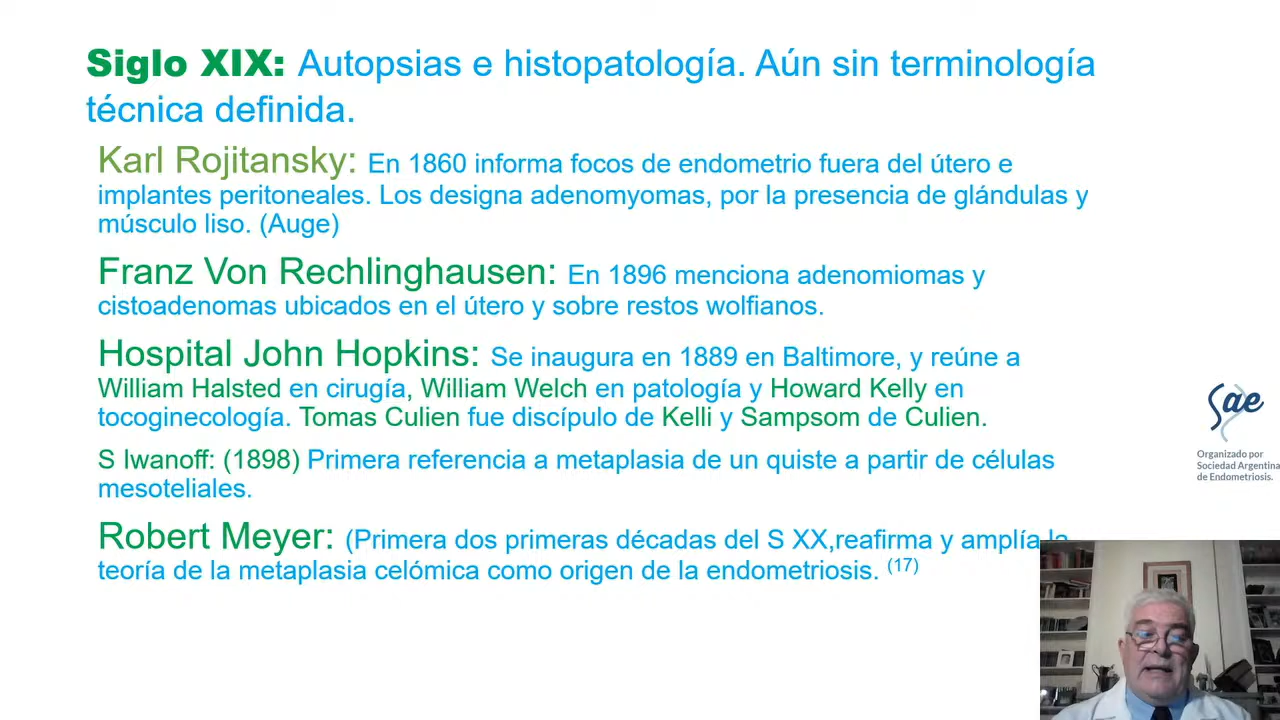 Siglo XIX: Autopsias e histopatología. Aún sin terminología
técnica definida.
Karl Rojitansky: En 1860 informa focos de endometrio fuera del útero e
implantes peritoneales. Los designa adenomyomas, por la presencia de glándulas y
músculo liso. (Auge)
Franz Von Rechlinghausen: En 1896 menciona adenomiomas y
cistoadenomas ubicados en el útero y sobre restos wolfianos.
Hospital John Hopkins: Se inaugura en 1889 en Baltimore, y reúne a
William Halsted en cirugía, William Welch en patología y Howard Kelly en
tocoginecología. Tomas Culien fue discípulo de Kelli y Sampsom de Culien.
S Iwanoff: (1898) Primera referencia a metaplasia de un quiste a partir de células
mesoteliales.
Robert Meyer: (Primera dos primeras décadas del S XX,reafirma y amplía la
teoría de la metaplasia celómica como origen de la endometriosis. (17)
Sae
Organizado por
Sociedad Argentina
de Endometriosis.